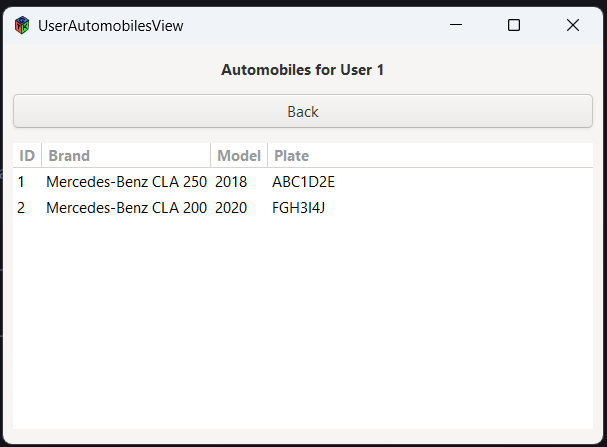 UserAutomobilesView
Automobiles for User 1
Back
ID Brand Model Plate
1 Mercedes-Benz CLA 250 2018 ABC1D2E
2 Mercedes-Benz CLA 200 2020 FGH3I4J